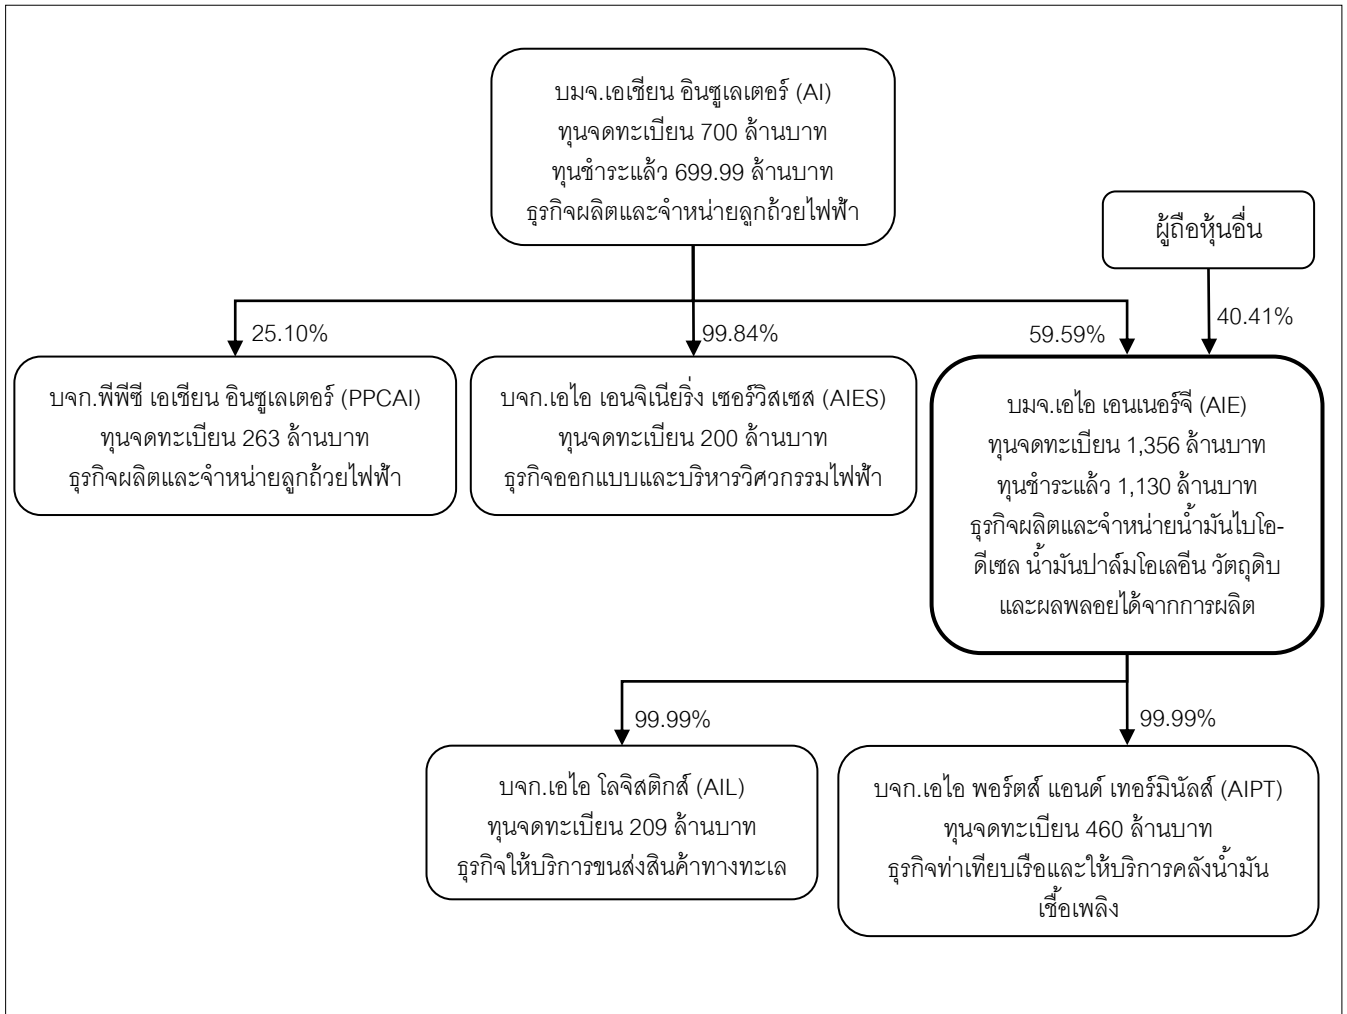 บมจ.เอเชียน อินซูเลเตอร์ (AI)
ทุนจดทะเบียน 700 ล้านบาท
ทุนชำระแล้ว 699.99 ล้านบาท
ธุรกิจผลิตและจำหน่ายลูกถ้วยไฟฟ้า
ผู้ถือหุ้นอื่น
25.10%
99.84%
59.59%
40.41%
บจก.พีพีซี เอเชียน อินซูเลเตอร์ (PPCAI)
ทุนจดทะเบียน 263 ล้านบาท
ธุรกิจผลิตและจำหน่ายลูกถ้วยไฟฟ้า
บจก.เอไอ เอนจิเนียริ่ง เซอร์วิสเซส (AIES)
ทุนจดทะเบียน 200 ล้านบาท
ธุรกิจออกแบบและบริหารวิศวกรรมไฟฟ้า
บมจ.เอไอ เอนเนอร์จี (AIE)
ทุนจดทะเบียน 1,356 ล้านบาท
ทุนชำระแล้ว 1,130 ล้านบาท
ธุรกิจผลิตและจำหน่ายน้ำมันไบโอ-
ดีเซล น้ำมันปาล์มโอเลอีน วัตถุดิบ
และผลพลอยได้จากการผลิต
99.99%
99.99%
บจก.เอไอ โลจิสติกส์ (AIL)
ทุนจดทะเบียน 209 ล้านบาท
ธุรกิจให้บริการขนส่งสินค้าทางทะเล
บจก.เอไอ พอร์ตส์ แอนด์ เทอร์มินัลส์ (AIPT)
ทุนจดทะเบียน 460 ล้านบาท
ธุรกิจท่าเทียบเรือและให้บริการคลังน้ำมัน
เชื้อเพลิง